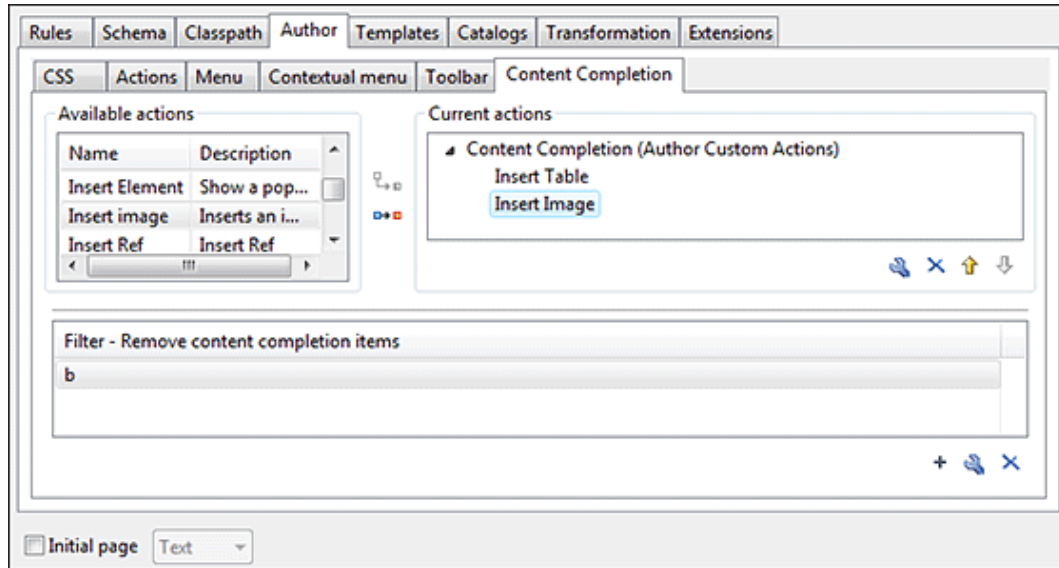 Rules Schema Classpath Author Templates Catalogs Transformation Extensions
CSS Actions Menu Contextual menu Toolbar Content Completion
Available actions
Name Description
Insert Element Show a pop...
Insert image Inserts an i...
Insert Ref Insert Ref
Current actions
Content Completion (Author Custom Actions)
Insert Table
Insert Image
Filter - Remove content completion items
b
Initial page Text